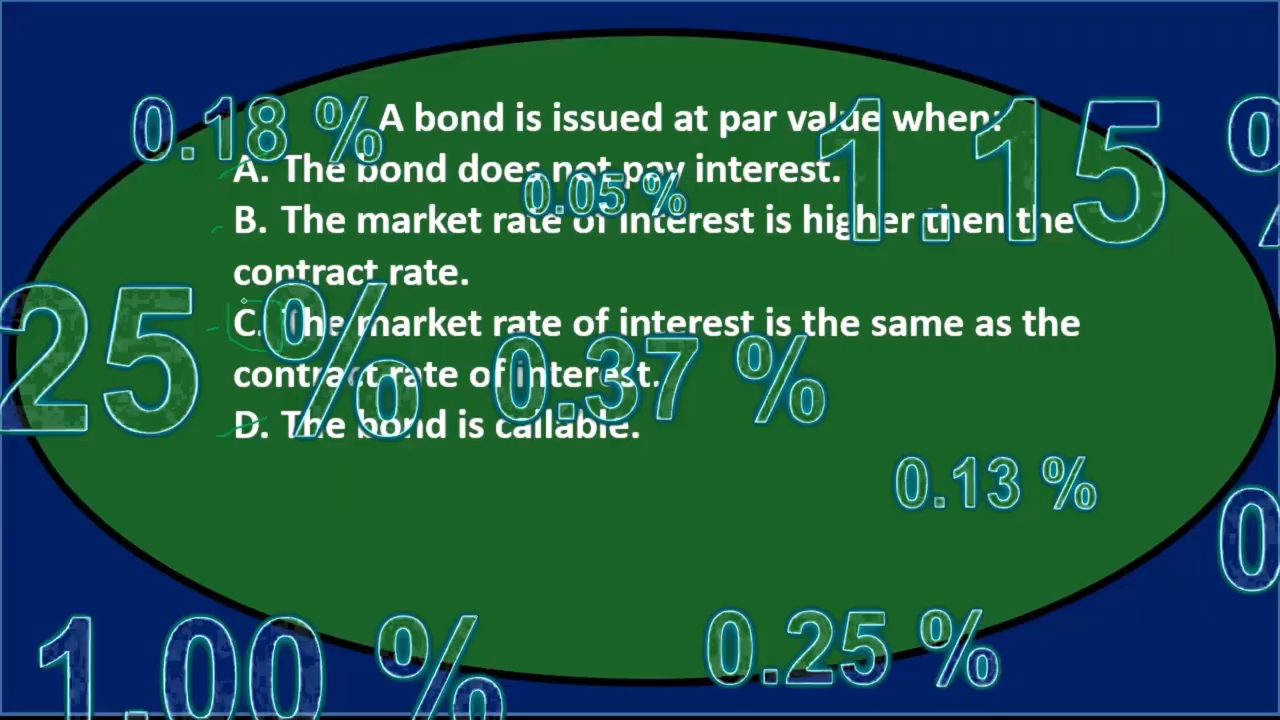 A bond is issued at par value when:
A. The bond does not pay interest.
B. The market rate of interest is higher then the
contract rate.
C. The market rate of interest is the same as the
contract rate of interest.
D. The bond is callable.
0.18 %
0.05 %
1.15
25 %
0.37 %
0.13 %
1.00 %
0.25 %